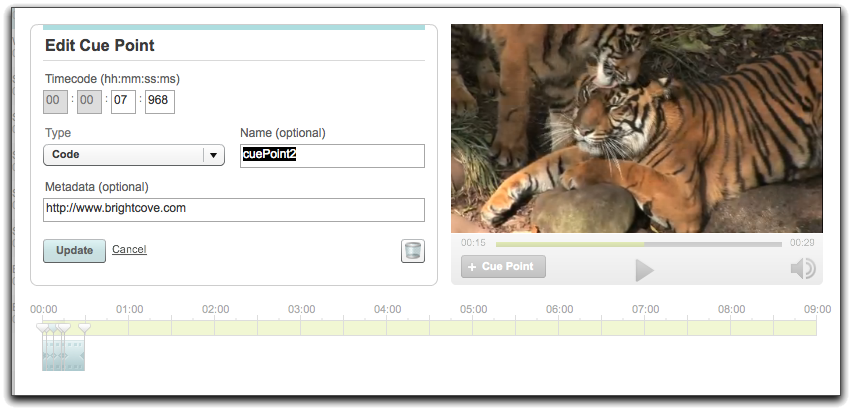 Edit Cue Point
Timecode (hh:mm:ss:ms)
00 : 00 : 07 : 968
Type
Name (optional)
Code
cuePoint2
Metadata (optional)
http://www.brightcove.com
Update
Cancel
00:15
00:29
+ Cue Point
00:00 01:00 02:00 03:00 04:00 05:00 06:00 07:00 08:00 09:00